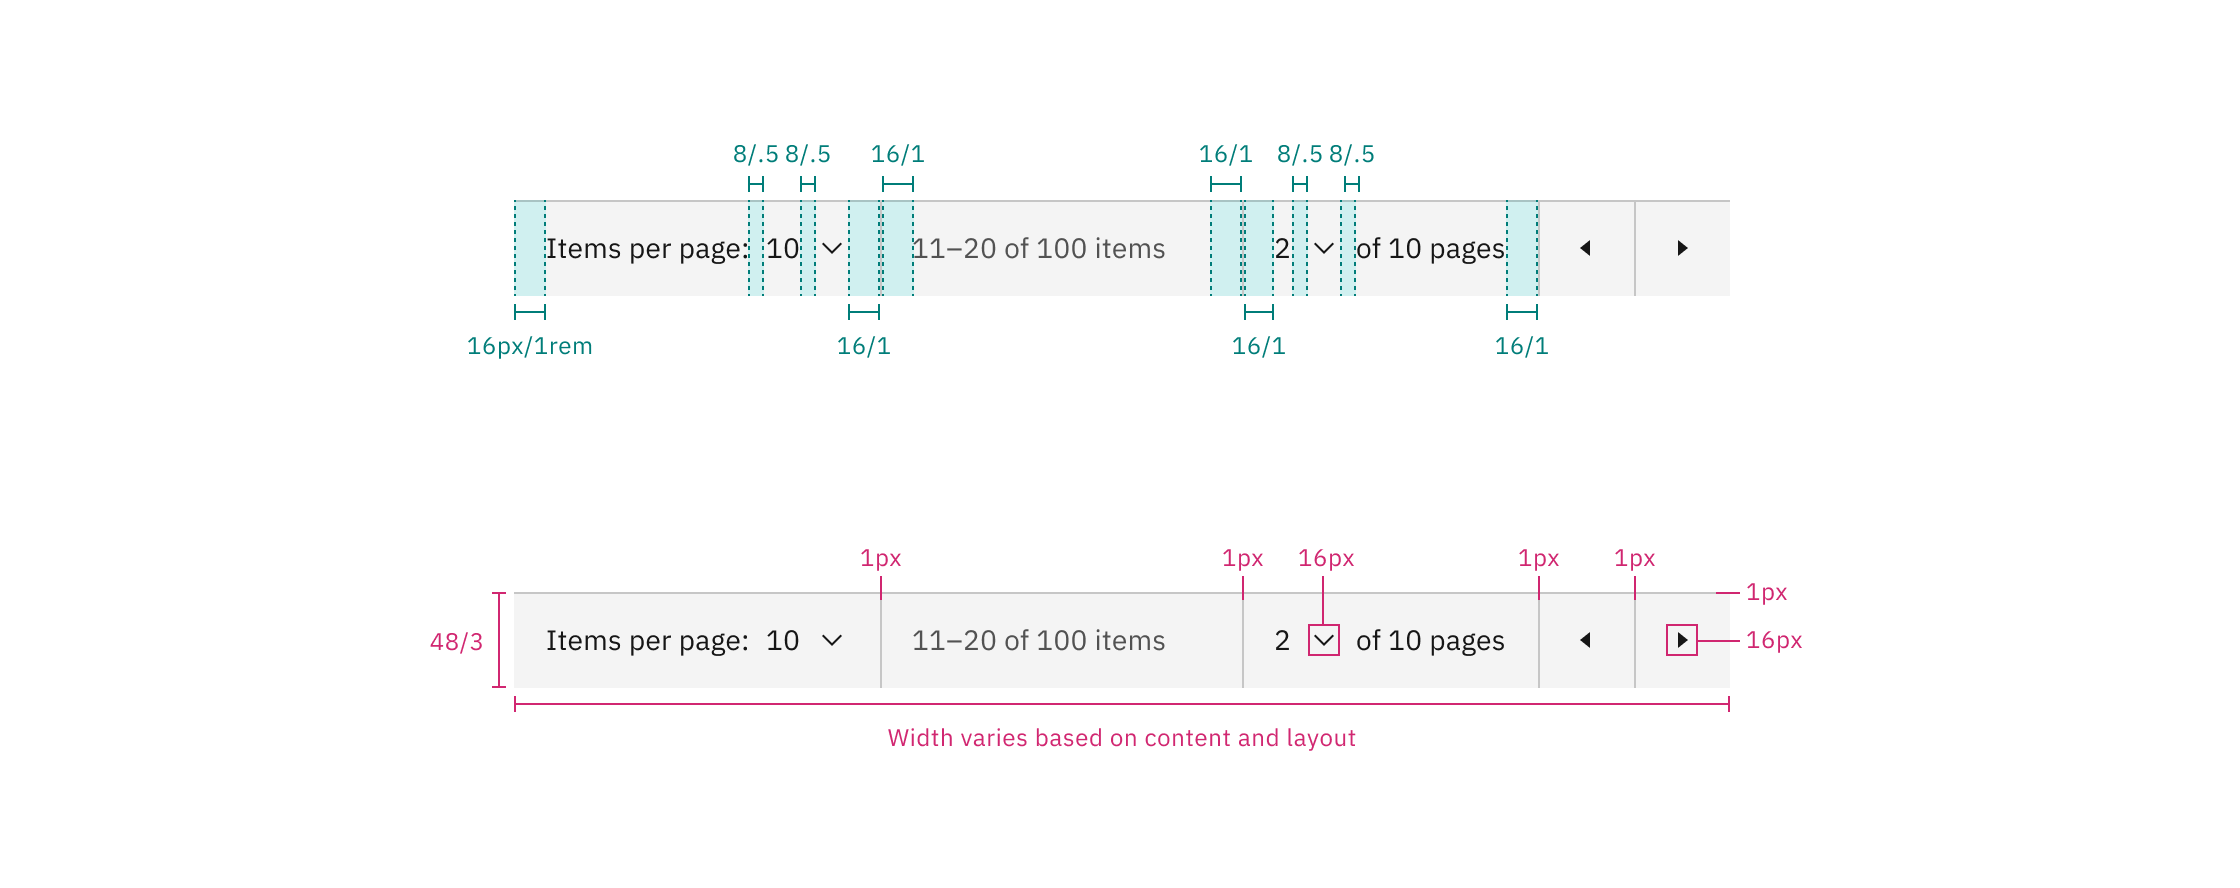 8/.5 8/.5 16/1 16/1 8/.5 8/.5
Items per page: 10 11–20 of 100 items 2 of 10 pages
16px/1rem 16/1 16/1 16/1
1px 1px 16px 1px 1px
1px
48/3 Items per page: 10 11–20 of 100 items 2 of 10 pages 16px
Width varies based on content and layout